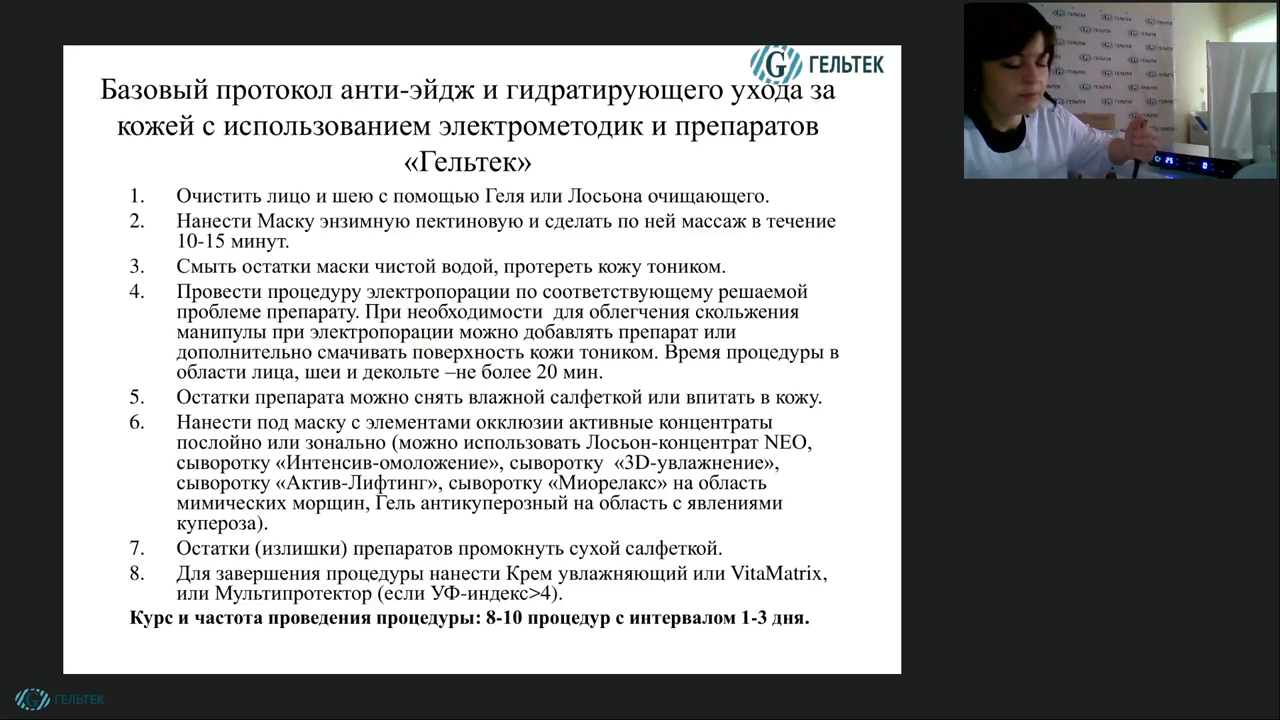 ГЕЛЬТЕК
Базовый протокол анти-эйдж и гидратирующего ухода за
кожей с использованием электрометодик и препаратов
«Гельтек»
1. Очистить лицо и шею с помощью Геля или Лосьона очищающего.
2. Нанести Маску энзимную пектиновую и сделать по ней массаж в течение
10-15 минут.
3. Смыть остатки маски чистой водой, протереть кожу тоником.
4. Провести процедуру электропорации по соответствующему решаемой
проблеме препарату. При необходимости для облегчения скольжения
манипулы при электропорации можно добавлять препарат или
дополнительно смачивать поверхность кожи тоником. Время процедуры в
области лица, шеи и декольте –не более 20 мин.
5. Остатки препарата можно снять влажной салфеткой или впитать в кожу.
6. Нанести под маску с элементами окклюзии активные концентраты
послойно или зонально (можно использовать Лосьон-концентрат NEO,
сыворотку «Интенсив-омоложение», сыворотку «3D-увлажнение»,
сыворотку «Актив-Лифтинг», сыворотку «Миорелакс» на область
мимических морщин, Гель антикуперозный на область с явлениями
купероза).
7. Остатки (излишки) препаратов промокнуть сухой салфеткой.
8. Для завершения процедуры нанести Крем увлажняющий или VitaMatrix,
или Мультипротектор (если УФ-индекс>4).
Курс и частота проведения процедуры: 8-10 процедур с интервалом 1-3 дня.
ГЕЛЬТЕК